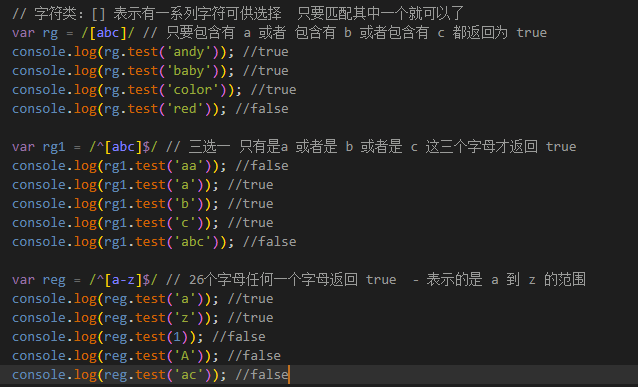 // 字符类: [] 表示有一系列字符可供选择  只要匹配其中一个就可以了
var rg = /[abc]/ // 只要包含有 a 或者 包含有 b 或者包含有 c 都返回为 true
console.log(rg.test('andy')); //true
console.log(rg.test('baby')); //true
console.log(rg.test('color')); //true
console.log(rg.test('red')); //false
var rg1 = /^[abc]$/ // 三选一 只有是a 或者是 b 或者是 c 这三个字母才返回 true
console.log(rg1.test('aa')); //false
console.log(rg1.test('a')); //true
console.log(rg1.test('b')); //true
console.log(rg1.test('c')); //true
console.log(rg1.test('abc')); //false
var reg = /^[a-z]$/ // 26个字母任何一个字母返回 true  - 表示的是 a 到 z 的范围
console.log(reg.test('a')); //true
console.log(reg.test('z')); //true
console.log(reg.test(1)); //false
console.log(reg.test('A')); //false
console.log(reg.test('ac')); //false